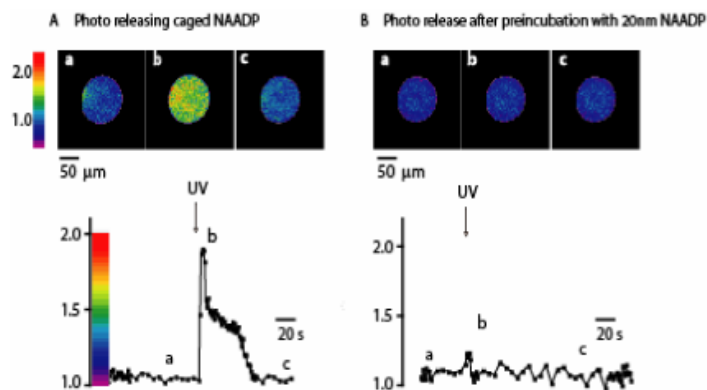 A Photo releasing caged NAADP
B Photo release after preincubation with 20nm NAADP
a b c
a b c
2.0
1.0
50 µm
50 µm
UV
UV
2.0
1.5
1.0
a
b
c
20 s
2.0
1.5
1.0
a
b
c
20 s